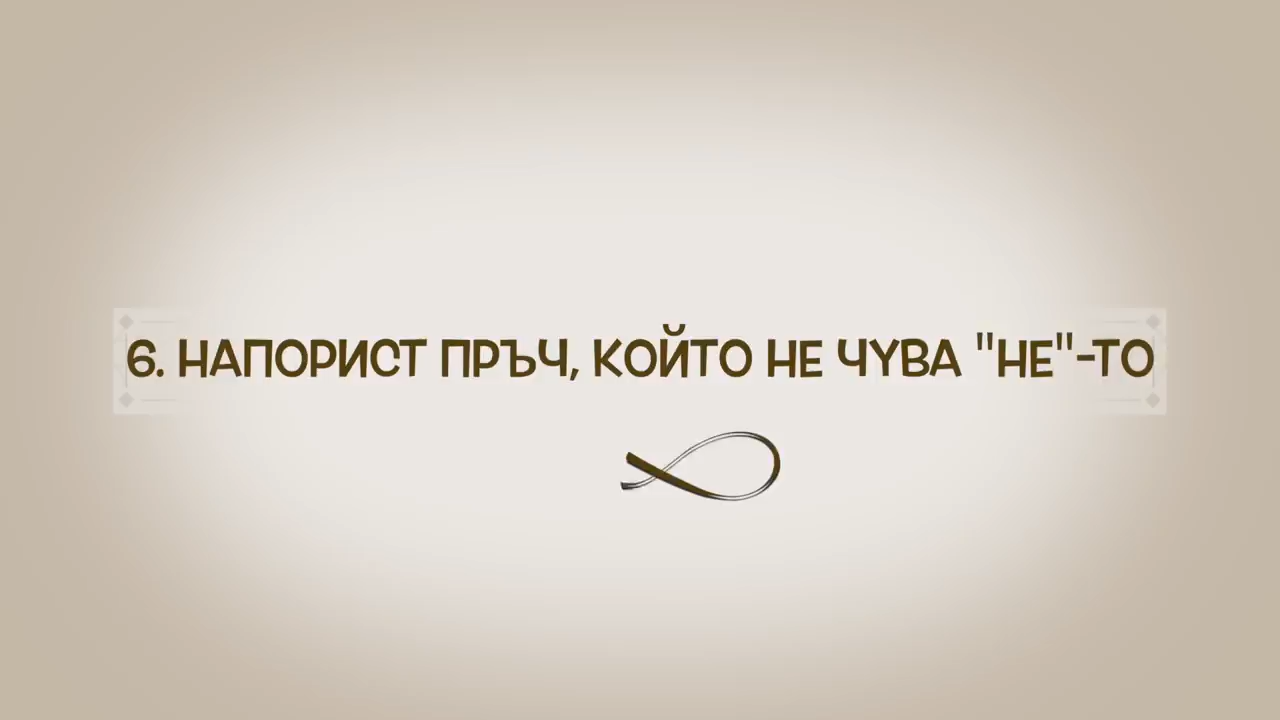 6. НАПОРИСТ ПРЪЧ, КОЙТО НЕ ЧУВА "НЕ"-ТО